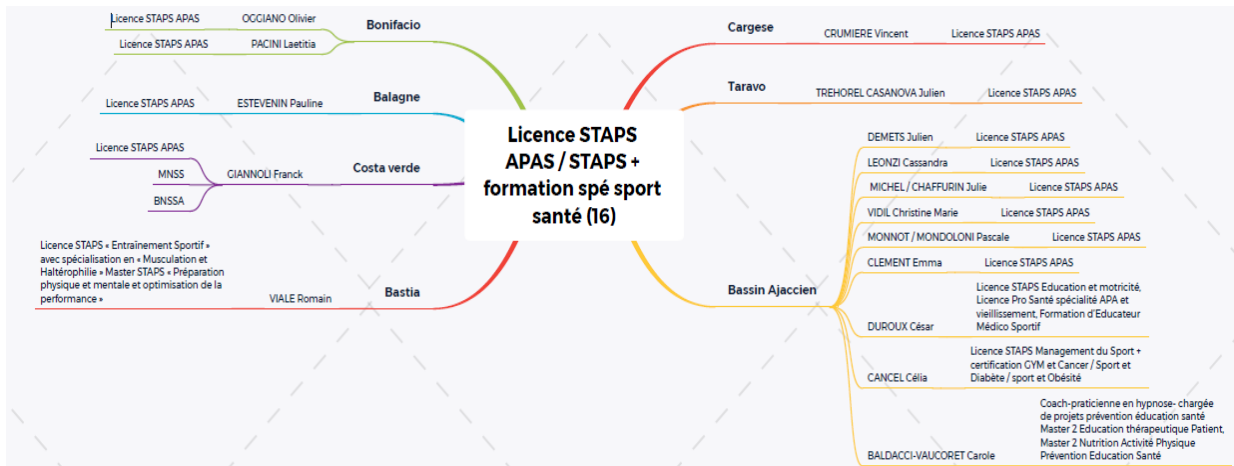 Licence STAPS
APAS / STAPS +
formation spé sport
santé (16)
Bonifacio
OGGIANO Olivier
Licence STAPS APAS
PACINI Laetitia
Licence STAPS APAS
Balagne
ESTEVENIN Pauline
Licence STAPS APAS
Costa verde
GIANNOLI Franck
Licence STAPS APAS
MNSS
BNSSA
Bastia
VIALE Romain
Licence STAPS « Entrainement Sportif »
avec spécialisation en « Musculation et
Haltérophilie » Master STAPS « Préparation
physique et mentale et optimisation de la
performance »
Cargese
CRUMIERE Vincent
Licence STAPS APAS
Taravo
TREHOREL CASANOVA Julien
Licence STAPS APAS
Bassin Ajaccien
DEMETS Julien
Licence STAPS APAS
LEONZI Cassandra
Licence STAPS APAS
MICHEL / CHAFFURIN Julie
Licence STAPS APAS
VIDIL Christine Marie
Licence STAPS APAS
MONNOT / MONDOLONI Pascale
Licence STAPS APAS
CLEMENT Emma
Licence STAPS APAS
DUROUX César
Licence STAPS Education et motricité,
Licence Pro Santé spécialité APA et
vieillissement, Formation d'Educateur
Médico Sportif
CANCEL Célia
Licence STAPS Management du Sport +
certification GYM et Cancer / Sport et
Diabète / sport et Obésité
BALDACCI-VAUCORET Carole
Coach-praticienne en hypnose- chargée
de projets prévention éducation santé
Master 2 Education thérapeutique Patient,
Master 2 Nutrition Activité Physique
Prévention Education Santé